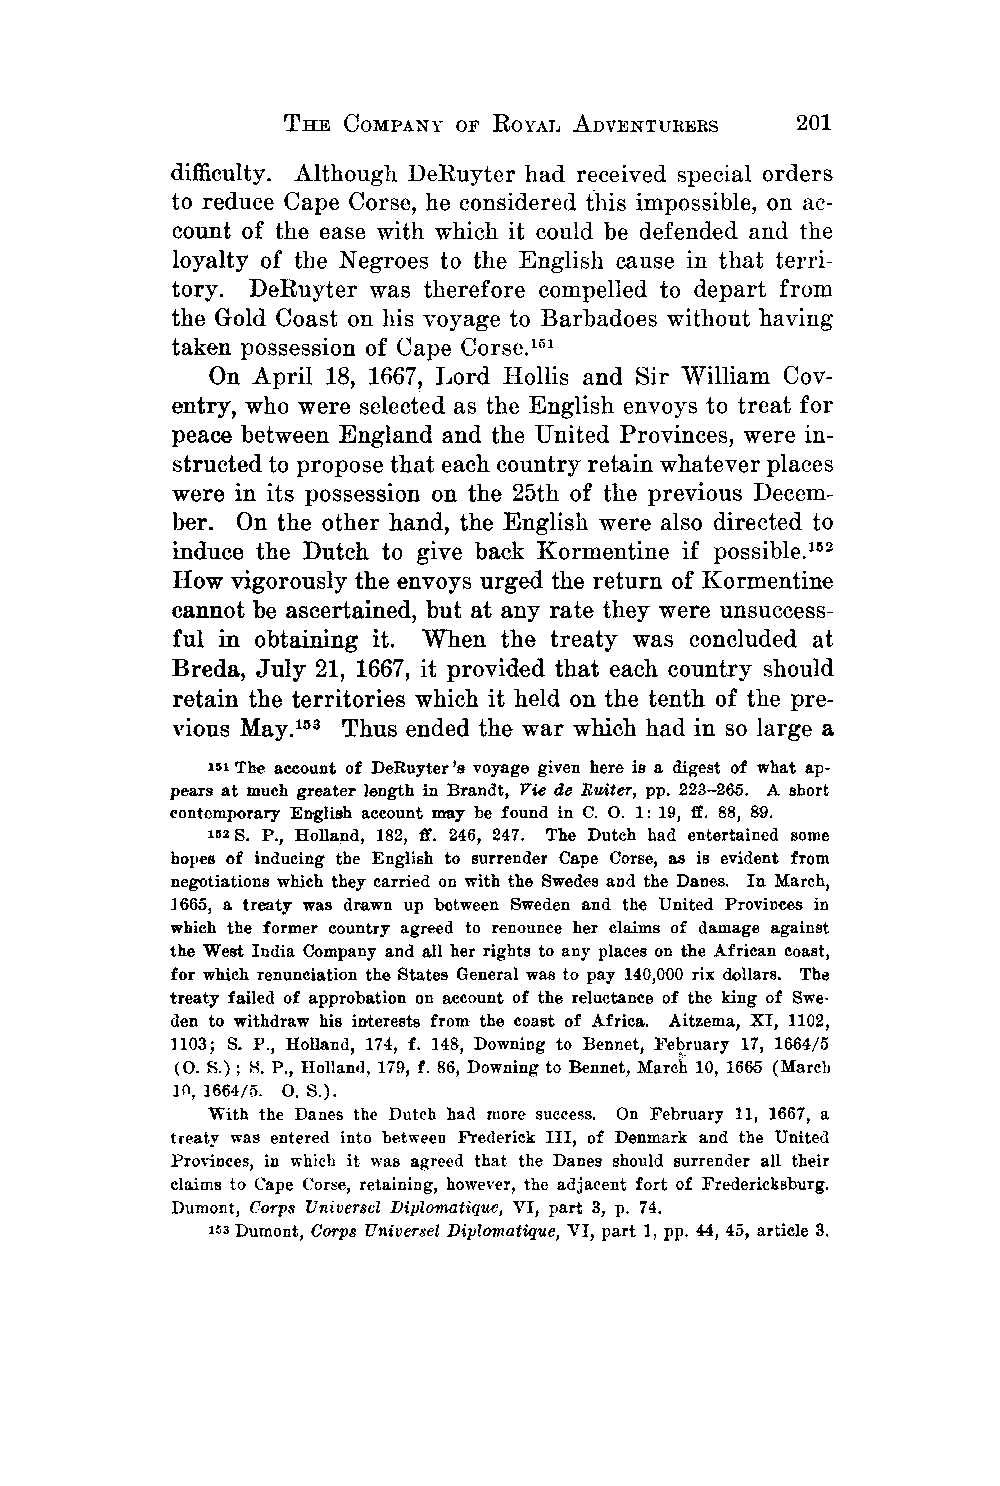 THE COMPANY OF ROYAL ADVENTURERS 201
difficulty. Although DeRuyter had received special orders
to reduce Cape Corse, he considered this impossible, on ac-
count of the ease with which it could be defended and the
loyalty of the Negroes to the English cause in that terri-
tory. DeRuyter was therefore compelled to depart from
the Gold Coast on his voyage to Barbadoes without having
taken possession of Cape Corse.¹⁵¹
On April 18, 1667, Lord Hollis and Sir William Cov-
entry, who were selected as the English envoys to treat for
peace between England and the United Provinces, were in-
structed to propose that each country retain whatever places
were in its possession on the 25th of the previous Decem-
ber. On the other hand, the English were also directed to
induce the Dutch to give back Kormentine if possible.¹⁵²
How vigorously the envoys urged the return of Kormentine
cannot be ascertained, but at any rate they were unsuccess-
ful in obtaining it. When the treaty was concluded at
Breda, July 21, 1667, it provided that each country should
retain the territories which it held on the tenth of the pre-
vious May.¹⁵³ Thus ended the war which had in so large a
¹⁵¹ The account of DeRuyter's voyage given here is a digest of what ap-
pears at much greater length in Brandt, Vie de Ruiter, pp. 223–265. A short
contemporary English account may be found in C. O. 1: 19, ff. 88, 89.
¹⁵² S. P., Holland, 182, ff. 246, 247. The Dutch had entertained some
hopes of inducing the English to surrender Cape Corse, as is evident from
negotiations which they carried on with the Swedes and the Danes. In March,
1665, a treaty was drawn up between Sweden and the United Provinces in
which the former country agreed to renounce her claims of damage against
the West India Company and all her rights to any places on the African coast,
for which renunciation the States General was to pay 140,000 rix dollars. The
treaty failed of approbation on account of the reluctance of the king of Swe-
den to withdraw his interests from the coast of Africa. Aitzema, XI, 1102,
1103; S. P., Holland, 174, f. 148, Downing to Bennet, February 17, 1664/5
(O. S.); S. P., Holland, 179, f. 86, Downing to Bennet, March 10, 1665 (March
10, 1664/5. O. S.).
With the Danes the Dutch had more success. On February 11, 1667, a
treaty was entered into between Frederick III, of Denmark and the United
Provinces, in which it was agreed that the Danes should surrender all their
claims to Cape Corse, retaining, however, the adjacent fort of Fredericksburg.
Dumont, Corps Universel Diplomatique, VI, part 3, p. 74.
¹⁵³ Dumont, Corps Universel Diplomatique, VI, part 1, pp. 44, 45, article 3.